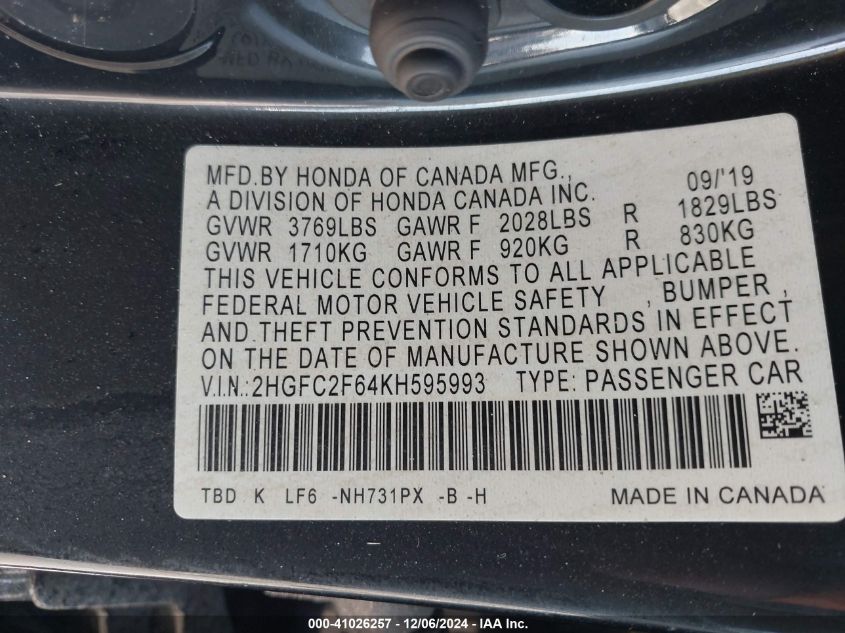 MFD.BY HONDA OF CANADA MFG., 09/'19
A DIVISION OF HONDA CANADA INC.
GVWR 3769LBS GAWR F 2028LBS R 1829LBS
GVWR 1710KG GAWR F 920KG R 830KG
THIS VEHICLE CONFORMS TO ALL APPLICABLE
FEDERAL MOTOR VEHICLE SAFETY , BUMPER ,
AND THEFT PREVENTION STANDARDS IN EFFECT
ON THE DATE OF MANUFACTURE SHOWN ABOVE.
V.I.N.: 2HGFC2F64KH595993 TYPE: PASSENGER CAR
TBD K LF6 -NH731PX -B -H MADE IN CANADA
000-41026257 - 12/06/2024 - IAA Inc.